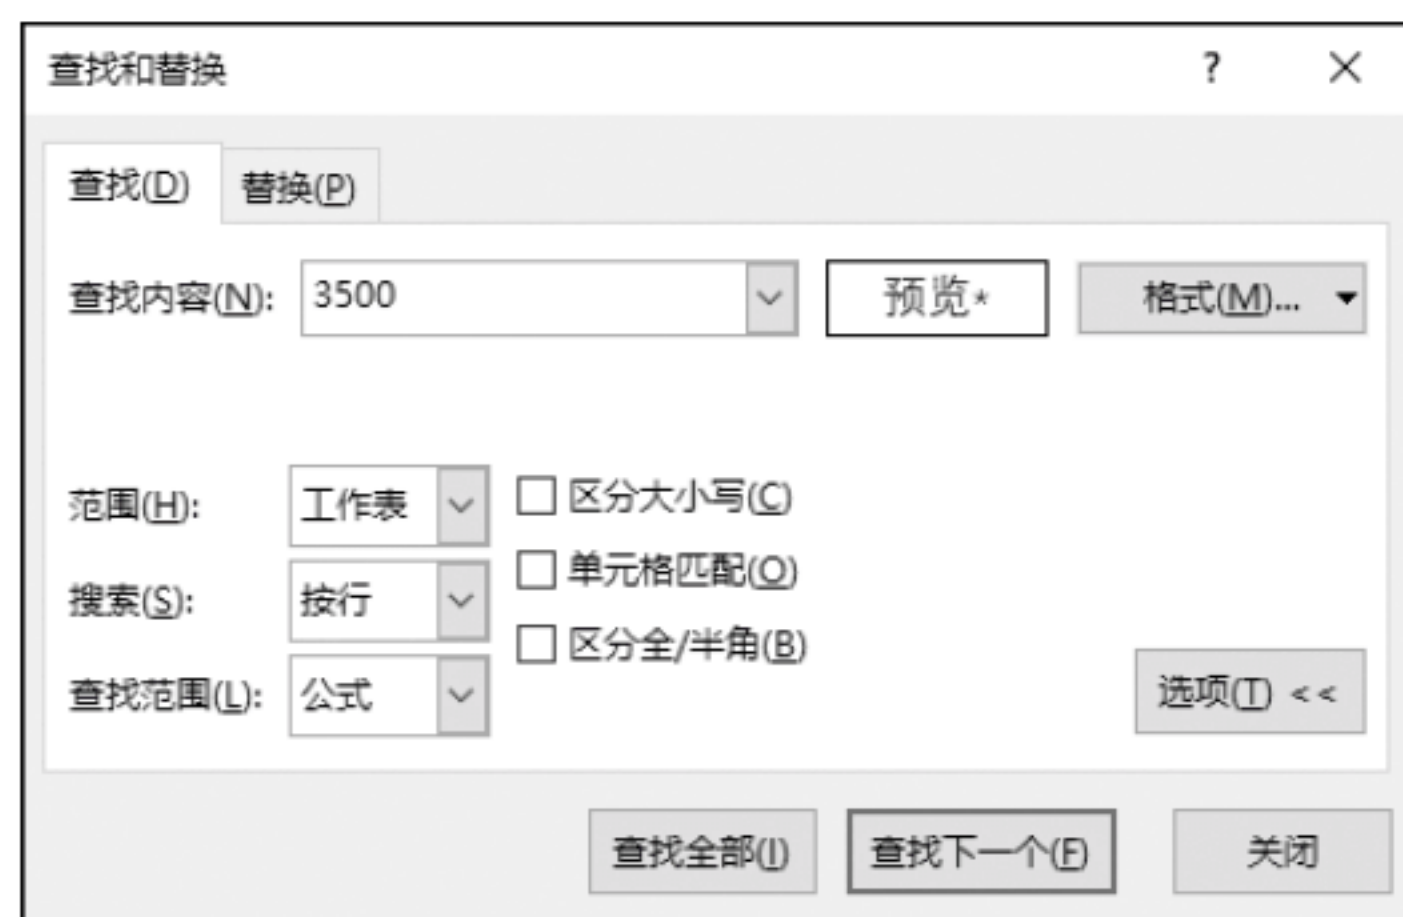 查找和替换 ? ×
查找(D) 替换(P)
查找内容(N): 3500 预览* 格式(M)...
范围(H): 工作表 区分大小写(C)
单元格匹配(O)
搜索(S): 按行
区分全/半角(B)
查找范围(L): 公式 选项(T) <<
查找全部(I) 查找下一个(F) 关闭